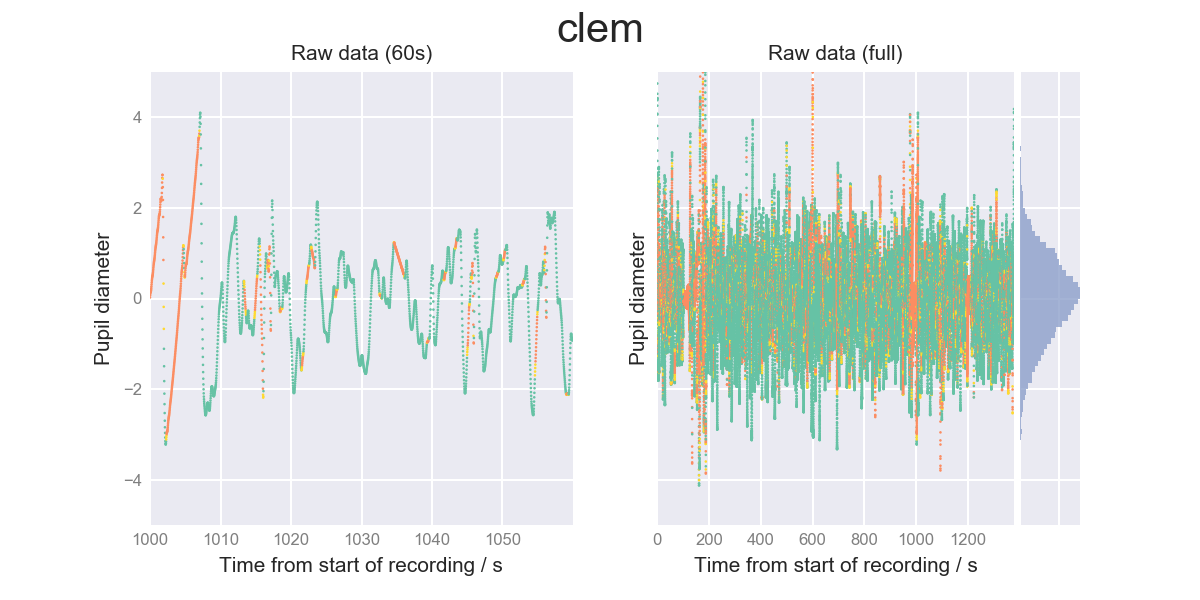 clem
Raw data (60s)
Raw data (full)
Pupil diameter
4
2
0
−2
−4
1000
1010
1020
1030
1040
1050
Time from start of recording / s
Pupil diameter
0
200
400
600
800
1000
1200
Time from start of recording / s